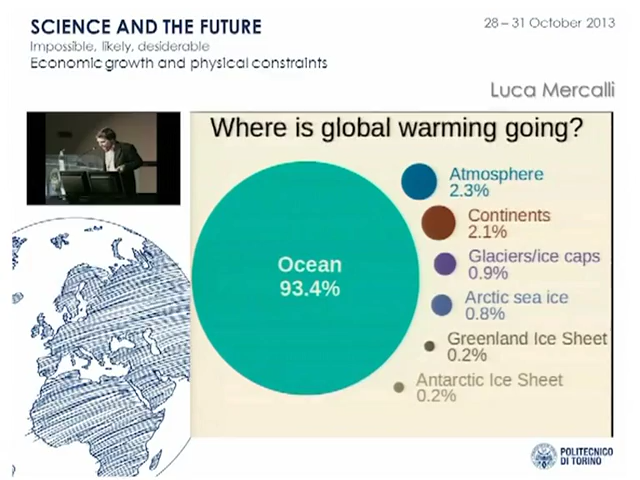 SCIENCE AND THE FUTURE
Impossible, likely, desiderable
Economic growth and physical constraints
28 – 31 October 2013
Luca Mercalli
Where is global warming going?
Ocean
93.4%
Atmosphere
2.3%
Continents
2.1%
Glaciers/ice caps
0.9%
Arctic sea ice
0.8%
Greenland Ice Sheet
0.2%
Antarctic Ice Sheet
0.2%
POLITECNICO
DI TORINO